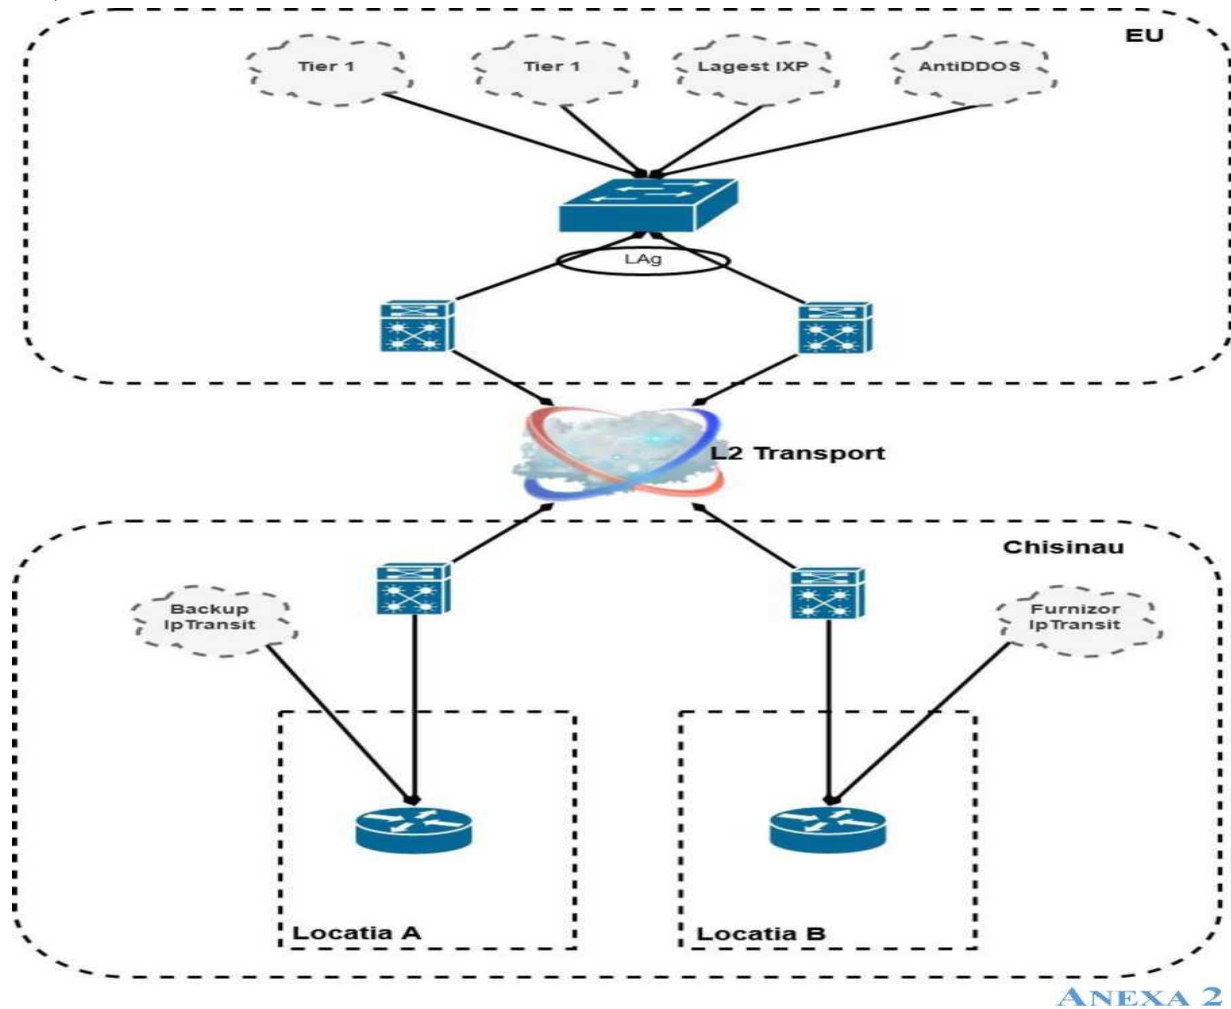 EU
Tier 1
Tier 1
Lagest IXP
AntiDDOS
LAg
L2 Transport
Chisinau
Backup
IpTransit
Furnizor
IpTransit
Locatia A
Locatia B
ANEXA 2